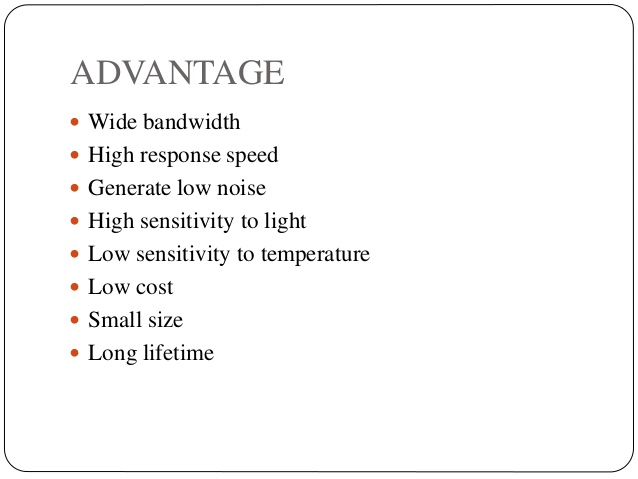 ADVANTAGE
• Wide bandwidth
• High response speed
• Generate low noise
• High sensitivity to light
• Low sensitivity to temperature
• Low cost
• Small size
• Long lifetime